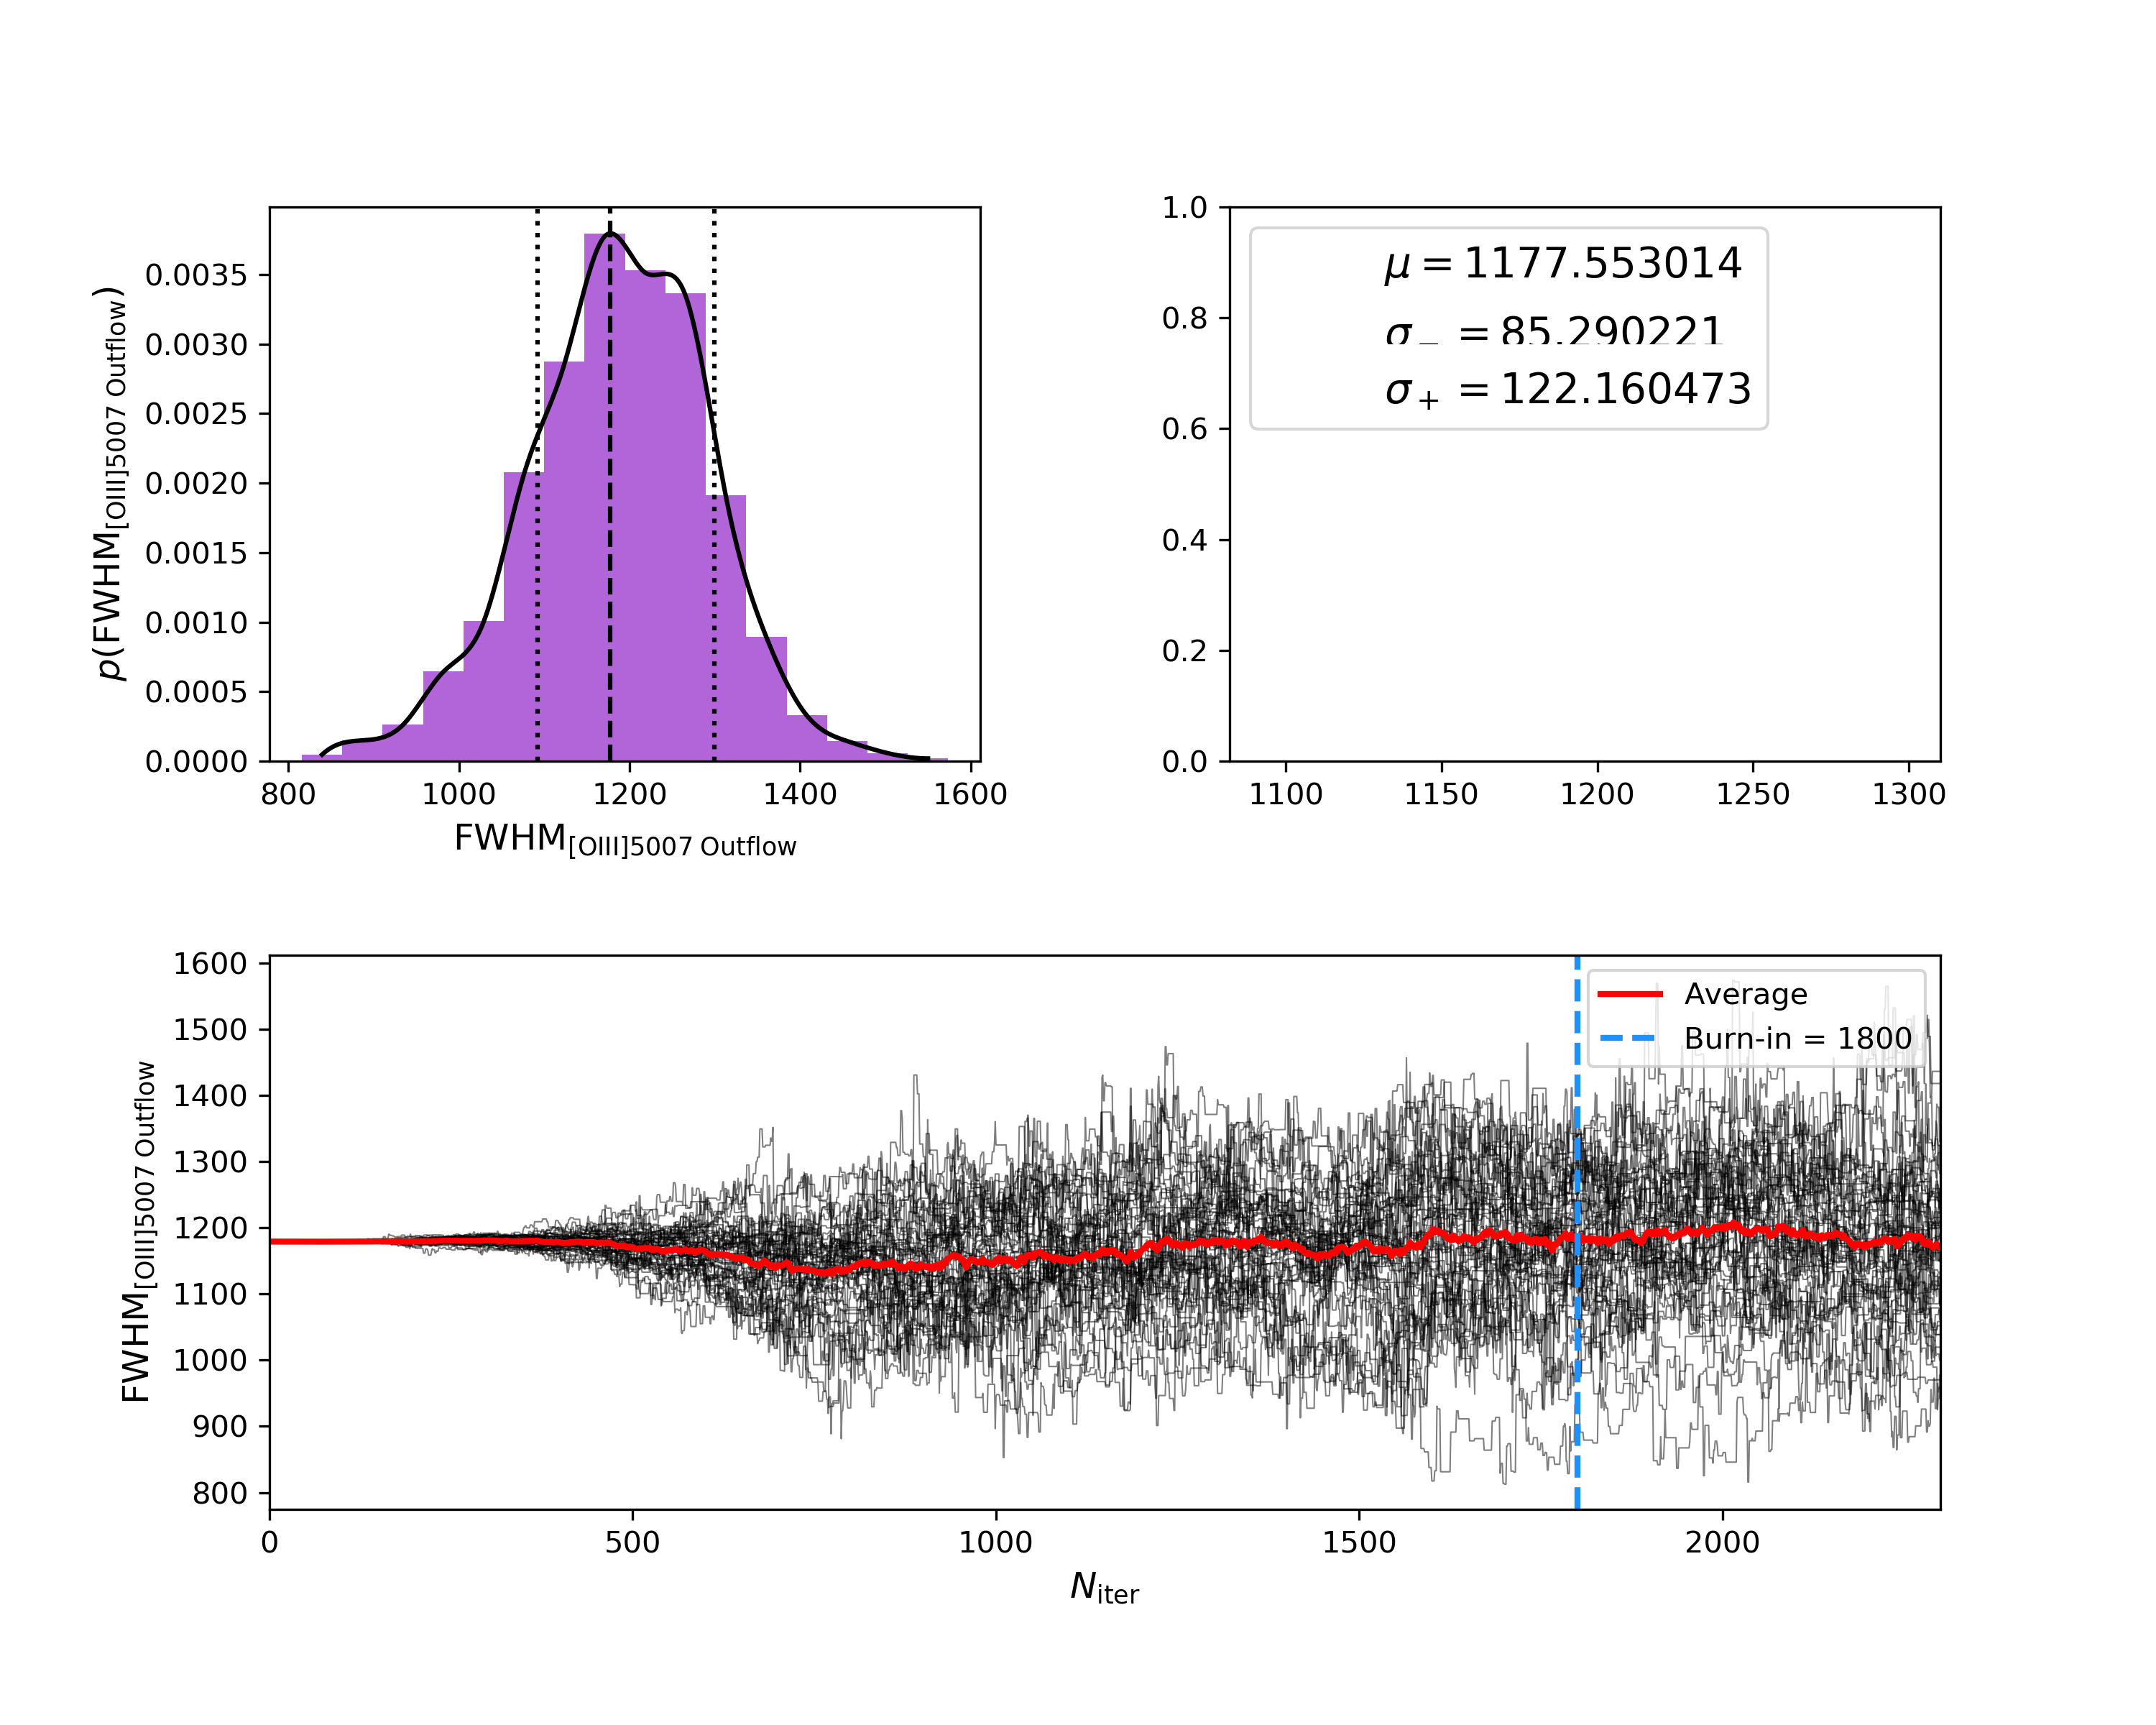 0.0035
0.0030
0.0025
0.0020
0.0015
0.0010
0.0005
0.0000
p(FWHM[OIII]5007 Outflow)
800 1000 1200 1400 1600
FWHM[OIII]5007 Outflow
1.0
0.8
0.6
0.4
0.2
0.0
μ = 1177.553014
σ− = 85.290221
σ+ = 122.160473
1100 1150 1200 1250 1300
1600
1500
1400
1300
1200
1100
1000
900
800
FWHM[OIII]5007 Outflow
Average
Burn-in = 1800
0 500 1000 1500 2000
Niter